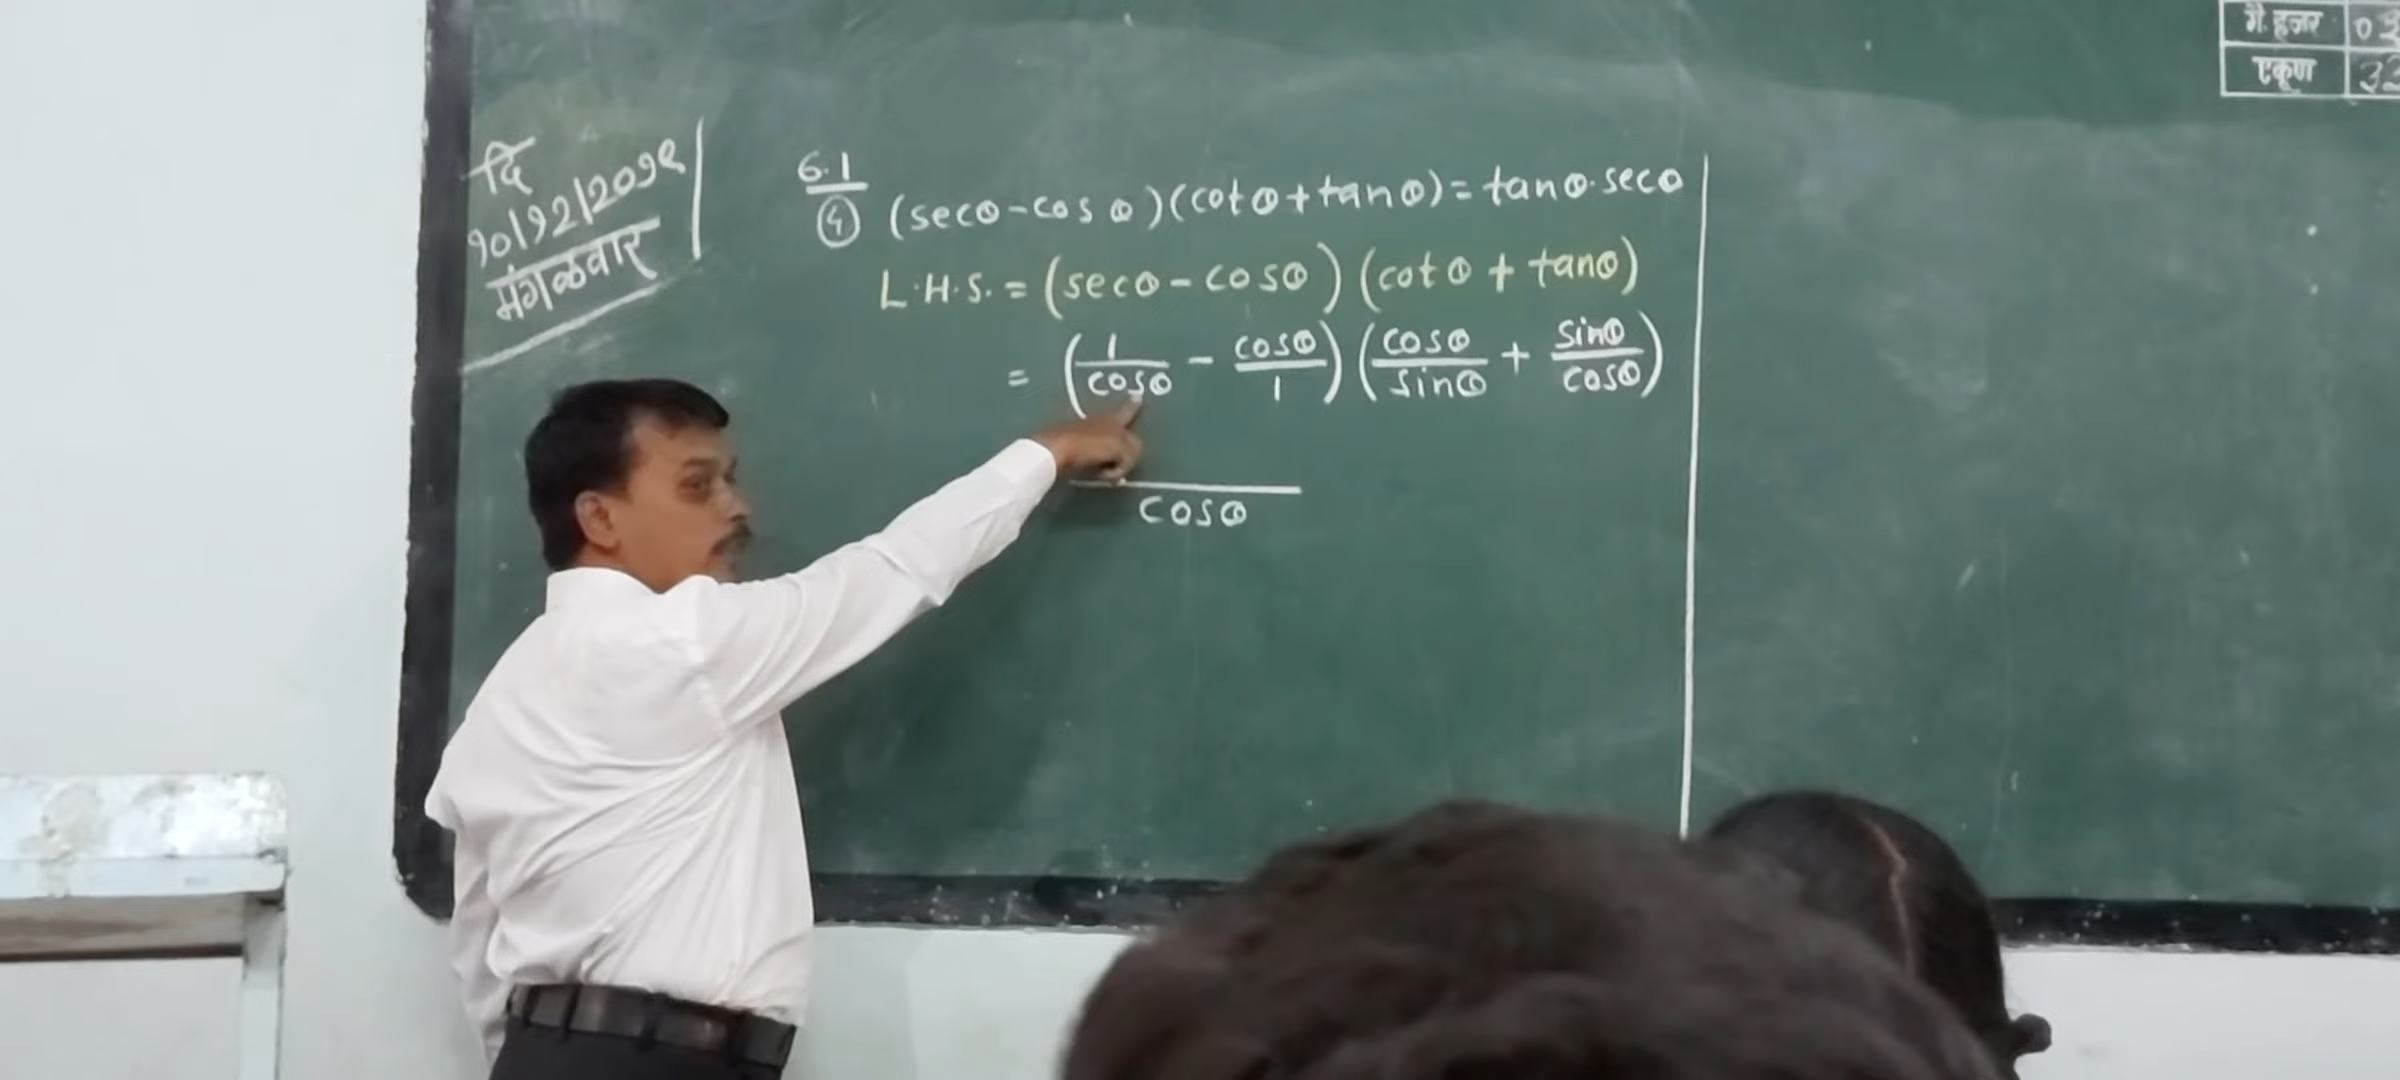 दि
१०/१२/२०१९
मंगळवार
6.1
④ (secθ-cosθ)(cotθ+tanθ)=tanθ·secθ
L.H.S. = (secθ-cosθ)(cotθ+tanθ)
= (1/cosθ - cosθ/1)(cosθ/sinθ + sinθ/cosθ)
cosθ
गै.हजर
एकूण